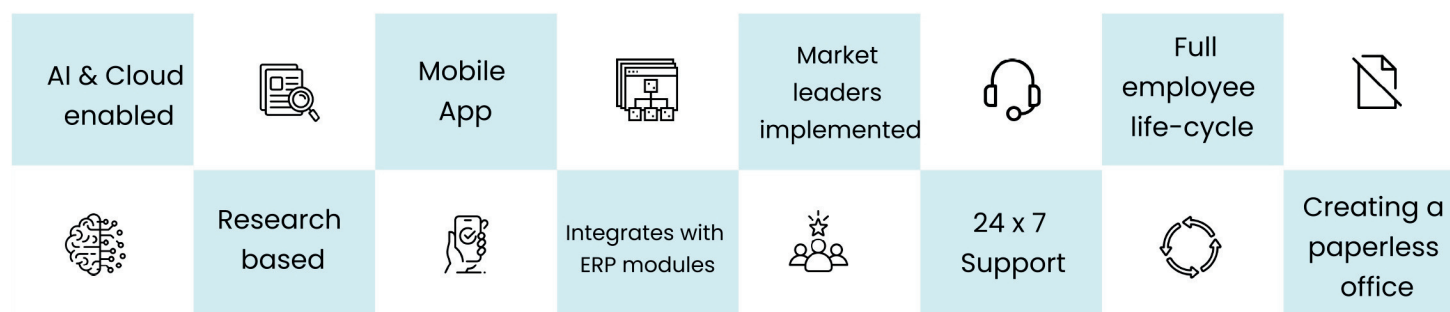 AI & Cloud
enabled
Mobile
App
Market
leaders
implemented
Full
employee
life-cycle
Research
based
Integrates with
ERP modules
24 x 7
Support
Creating a
paperless
office